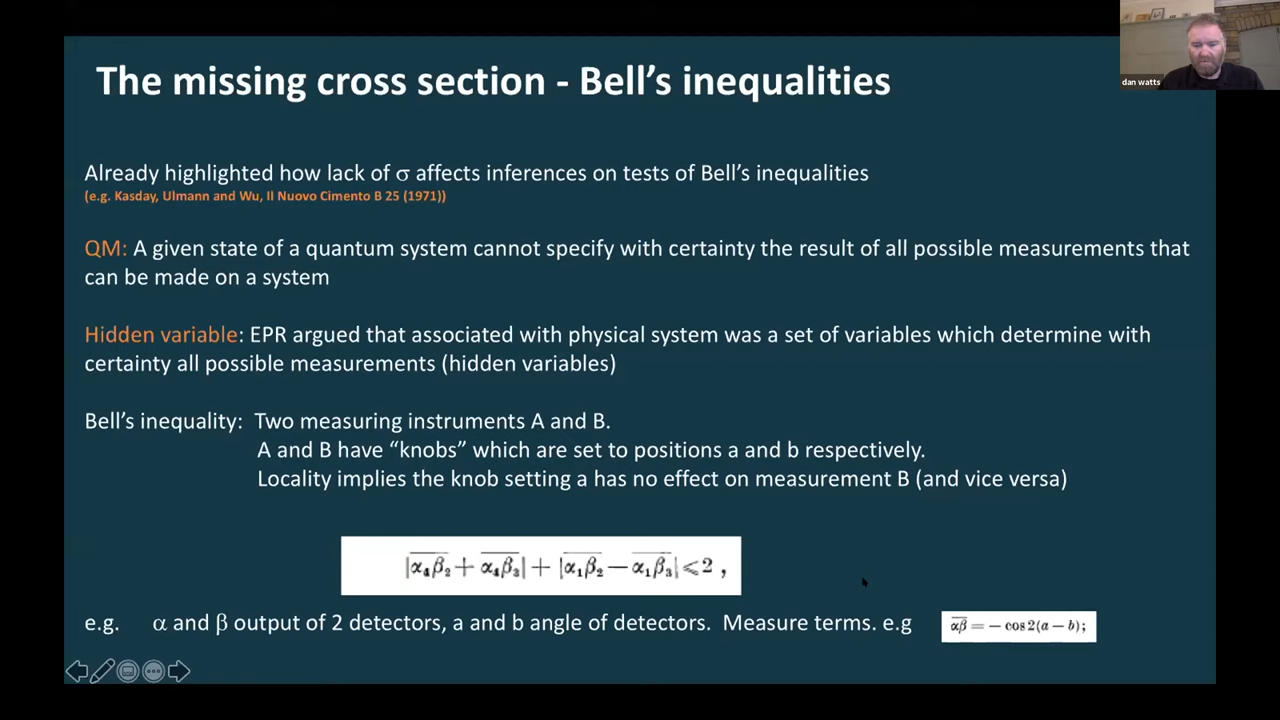 The missing cross section - Bell's inequalities
dan watts
Already highlighted how lack of σ affects inferences on tests of Bell's inequalities
(e.g. Kasday, Ulmann and Wu, Il Nuovo Cimento B 25 (1971))
QM: A given state of a quantum system cannot specify with certainty the result of all possible measurements that
can be made on a system
Hidden variable: EPR argued that associated with physical system was a set of variables which determine with
certainty all possible measurements (hidden variables)
Bell's inequality: Two measuring instruments A and B.
A and B have “knobs” which are set to positions a and b respectively.
Locality implies the knob setting a has no effect on measurement B (and vice versa)
|α₄β₂ + α₄β₃| + |α₁β₂ − α₁β₃| ⩽ 2 ,
e.g. α and β output of 2 detectors, a and b angle of detectors. Measure terms. e.g
αβ = − cos 2(a − b);